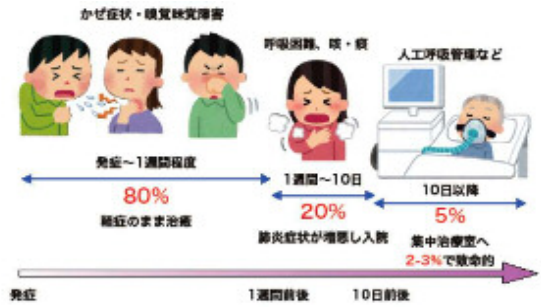 かぜ症状・嗅覚味覚障害
呼吸困難、咳・痰
人工呼吸管理など
発症〜1週間程度
80%
軽症のまま治癒
1週間〜10日
20%
肺炎症状が増悪し入院
10日以降
5%
集中治療室へ
2-3%で致命的
発症
1週間前後
10日前後